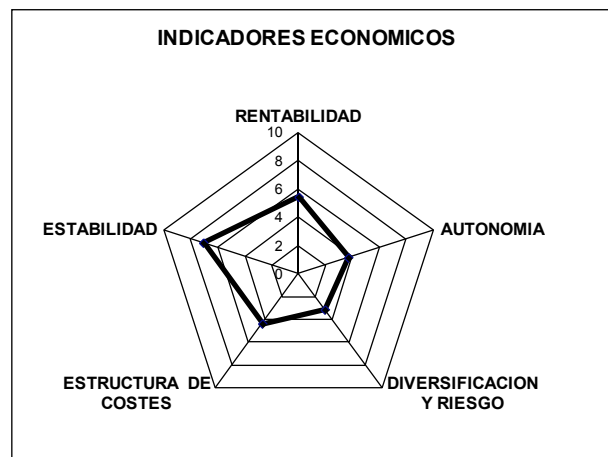 INDICADORES ECONOMICOS
RENTABILIDAD
10
8
6
4
2
0
ESTABILIDAD
AUTONOMIA
ESTRUCTURA DE
COSTES
DIVERSIFICACION
Y RIESGO